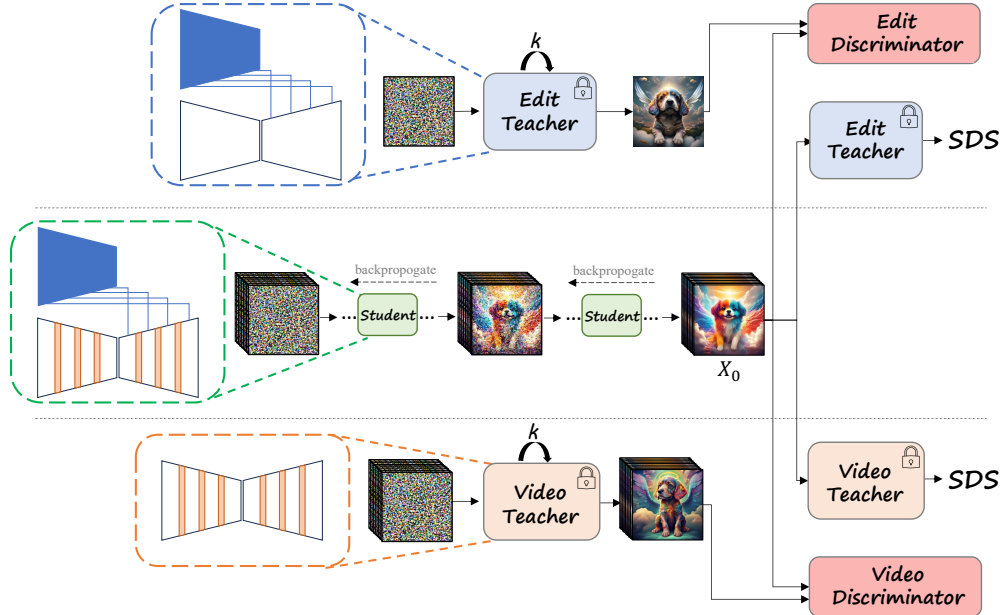 Edit
Discriminator
k
Edit
Teacher
Edit
Teacher
SDS
backpropogate
backpropogate
...
Student
...
...
Student
...
X₀
k
Video
Teacher
Video
Teacher
SDS
Video
Discriminator